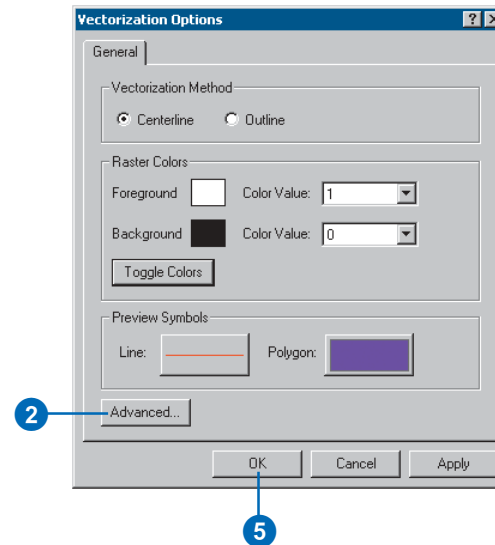 Vectorization Options
General
Vectorization Method
Centerline Outline
Raster Colors
Foreground Color Value: 1
Background Color Value: 0
Toggle Colors
Preview Symbols
Line: Polygon:
2 Advanced...
OK Cancel Apply
5